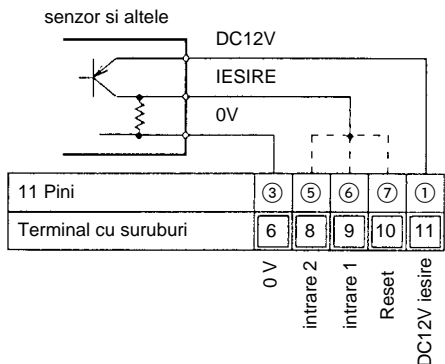 senzor si altele
DC12V
IESIRE
0V
11 Pini ③ ⑤ ⑥ ⑦ ①
Terminal cu suruburi 6 8 9 10 11
0 V
intrare 2
intrare 1
Reset
DC12V iesire